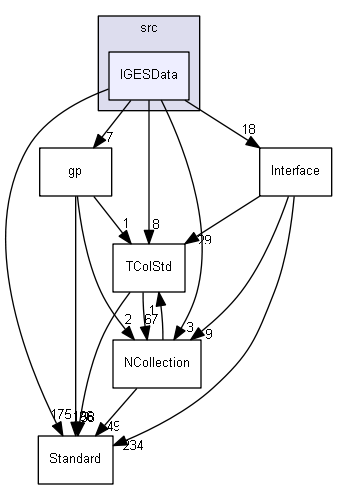 src
IGESData
7
18
gp
Interface
1
8
29
TColStd
1
67
2
3
9
NCollection
175
49
234
Standard